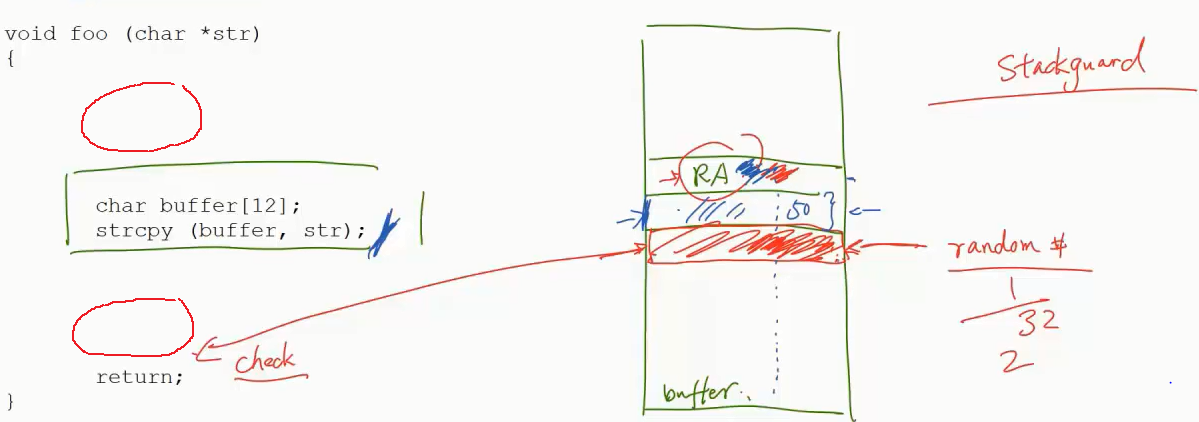 void foo (char *str)
{
Stackguard
RA
char buffer[12];
50
strcpy (buffer, str);
random #
1
32
check
2
return;
buffer
}